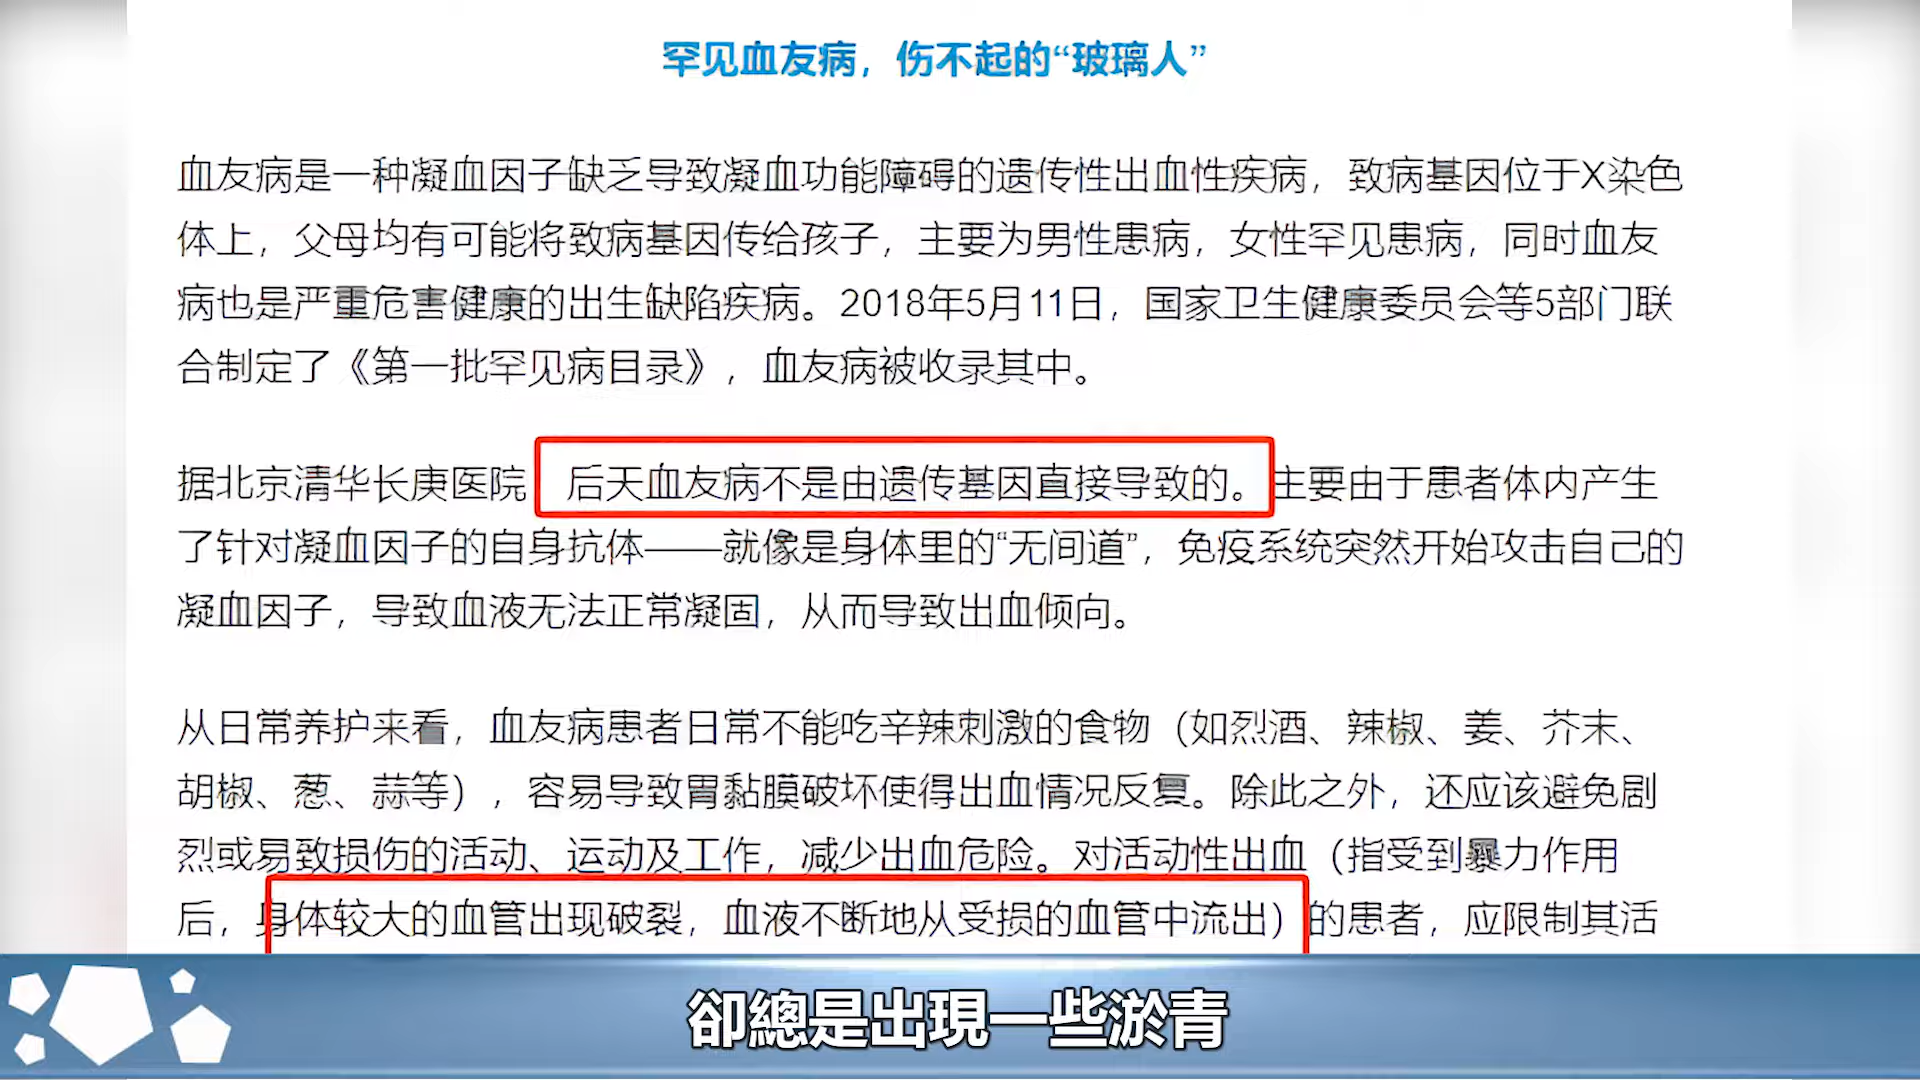 罕见血友病，伤不起的“玻璃人”
血友病是一种凝血因子缺乏导致凝血功能障碍的遗传性出血性疾病，致病基因位于X染色
体上，父母均有可能将致病基因传给孩子，主要为男性患病，女性罕见患病，同时血友
病也是严重危害健康的出生缺陷疾病。2018年5月11日，国家卫生健康委员会等5部门联
合制定了《第一批罕见病目录》，血友病被收录其中。
据北京清华长庚医院 后天血友病不是由遗传基因直接导致的。主要由于患者体内产生
了针对凝血因子的自身抗体——就像是身体里的“无间道”，免疫系统突然开始攻击自己的
凝血因子，导致血液无法正常凝固，从而导致出血倾向。
从日常养护来看，血友病患者日常不能吃辛辣刺激的食物（如烈酒、辣椒、姜、芥末、
胡椒、葱、蒜等），容易导致胃黏膜破坏使得出血情况反复。除此之外，还应该避免剧
烈或易致损伤的活动、运动及工作，减少出血危险。对活动性出血（指受到暴力作用
后，身体较大的血管出现破裂，血液不断地从受损的血管中流出）的患者，应限制其活
卻總是出現一些淤青